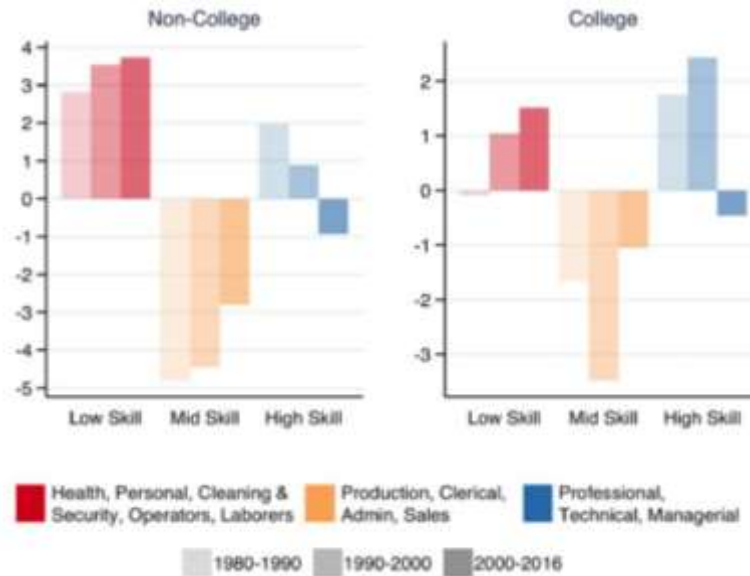 Non-College
4
3
2
1
0
-1
-2
-3
-4
-5
Low Skill Mid Skill High Skill
College
2
1
0
-1
-2
-3
Low Skill Mid Skill High Skill
Health, Personal, Cleaning &
Security, Operators, Laborers
Production, Clerical,
Admin, Sales
Professional,
Technical, Managerial
1980-1990 1990-2000 2000-2016